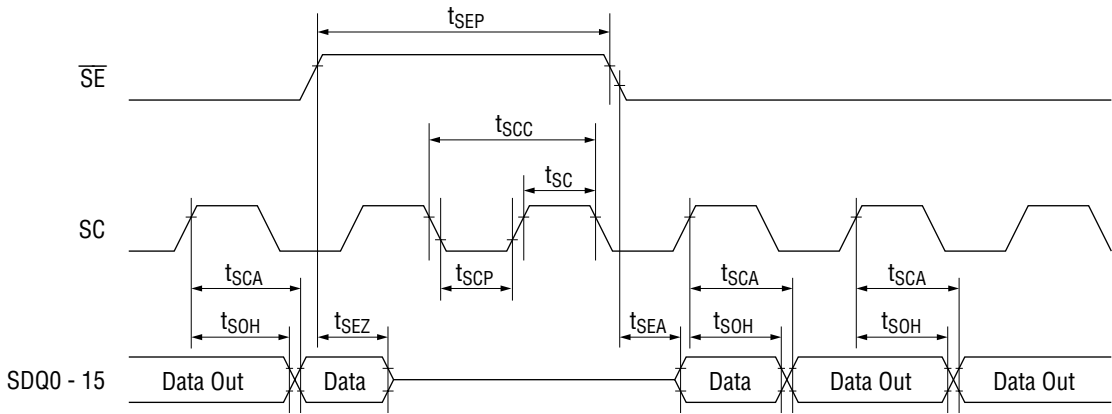 tSEP
SE
tSCC
tSC
SC
tSCA
tSCP
tSCA
tSCA
tSOH
tSEZ
tSEA
tSOH
tSOH
SDQ0 - 15
Data Out
Data
Data
Data Out
Data Out